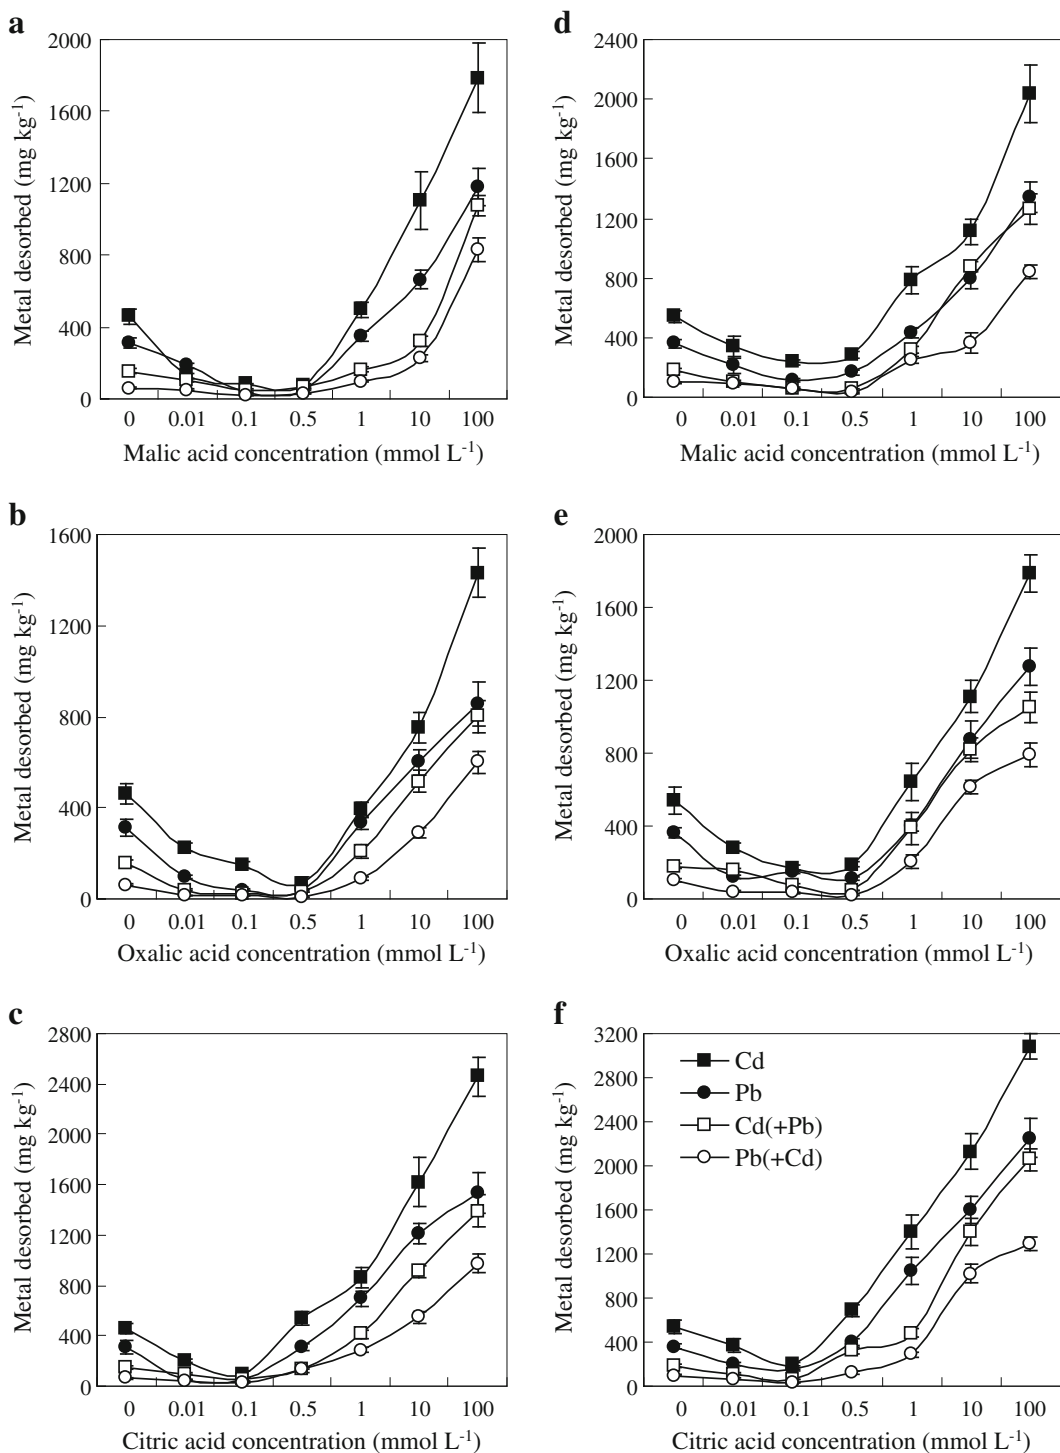 a
2000
1600
1200
800
400
0
Metal desorbed (mg kg-1)
0 0.01 0.1 0.5 1 10 100
Malic acid concentration (mmol L-1)
d
2400
2000
1600
1200
800
400
0
Metal desorbed (mg kg-1)
0 0.01 0.1 0.5 1 10 100
Malic acid concentration (mmol L-1)
b
1600
1200
800
400
0
Metal desorbed (mg kg-1)
0 0.01 0.1 0.5 1 10 100
Oxalic acid concentration (mmol L-1)
e
2000
1600
1200
800
400
0
Metal desorbed (mg kg-1)
0 0.01 0.1 0.5 1 10 100
Oxalic acid concentration (mmol L-1)
c
2800
2400
2000
1600
1200
800
400
0
Metal desorbed (mg kg-1)
0 0.01 0.1 0.5 1 10 100
Citric acid concentration (mmol L-1)
f
3200
2800
2400
2000
1600
1200
800
400
0
Metal desorbed (mg kg-1)
Cd
Pb
Cd(+Pb)
Pb(+Cd)
0 0.01 0.1 0.5 1 10 100
Citric acid concentration (mmol L-1)